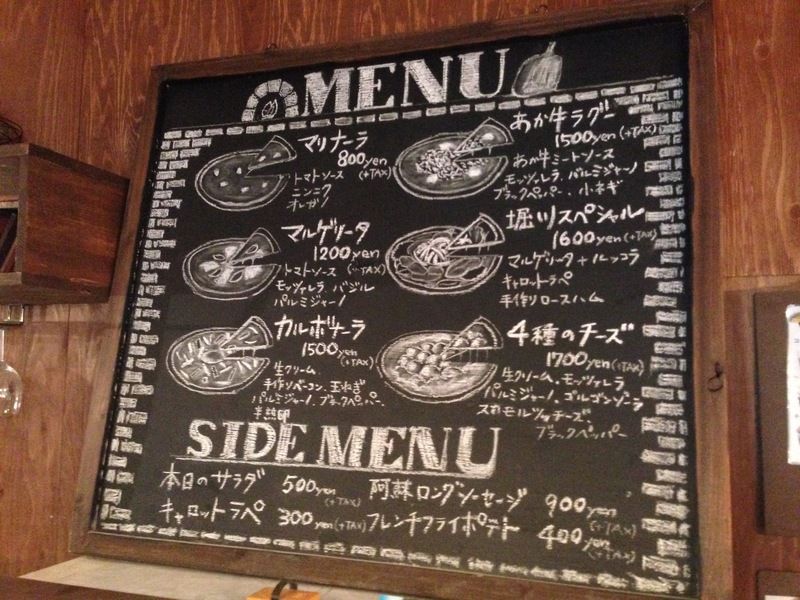 MENU
マリナーラ
800yen
(+TAX)
トマトソース
ニンニク
オレガノ
マルゲリータ
1200yen
(+TAX)
トマトソース
モッツァレラ、バジル
パルミジャーノ
カルボナーラ
1500yen
(+TAX)
生クリーム
手作りベーコン、玉ねぎ
パルミジャーノ、ブラックペッパー、
半熟卵
あか牛ラグー
1500yen (+TAX)
あか牛ミートソース
モッツァレラ、パルミジャーノ
ブラックペッパー、小ネギ
堀川スペシャル
1600yen (+TAX)
マルゲリータ+ルッコラ
キャロットラペ
手作りロースハム
4種のチーズ
1700yen (+TAX)
生クリーム、モッツァレラ
パルミジャーノ、ゴルゴンゾーラ
スカモルツァチーズ、
ブラックペッパー
SIDE MENU
本日のサラダ 500yen (+TAX)
キャロットラペ 300yen (+TAX)
阿蘇ロングソーセージ 900yen (+TAX)
フレンチフライポテト 400yen (+TAX)